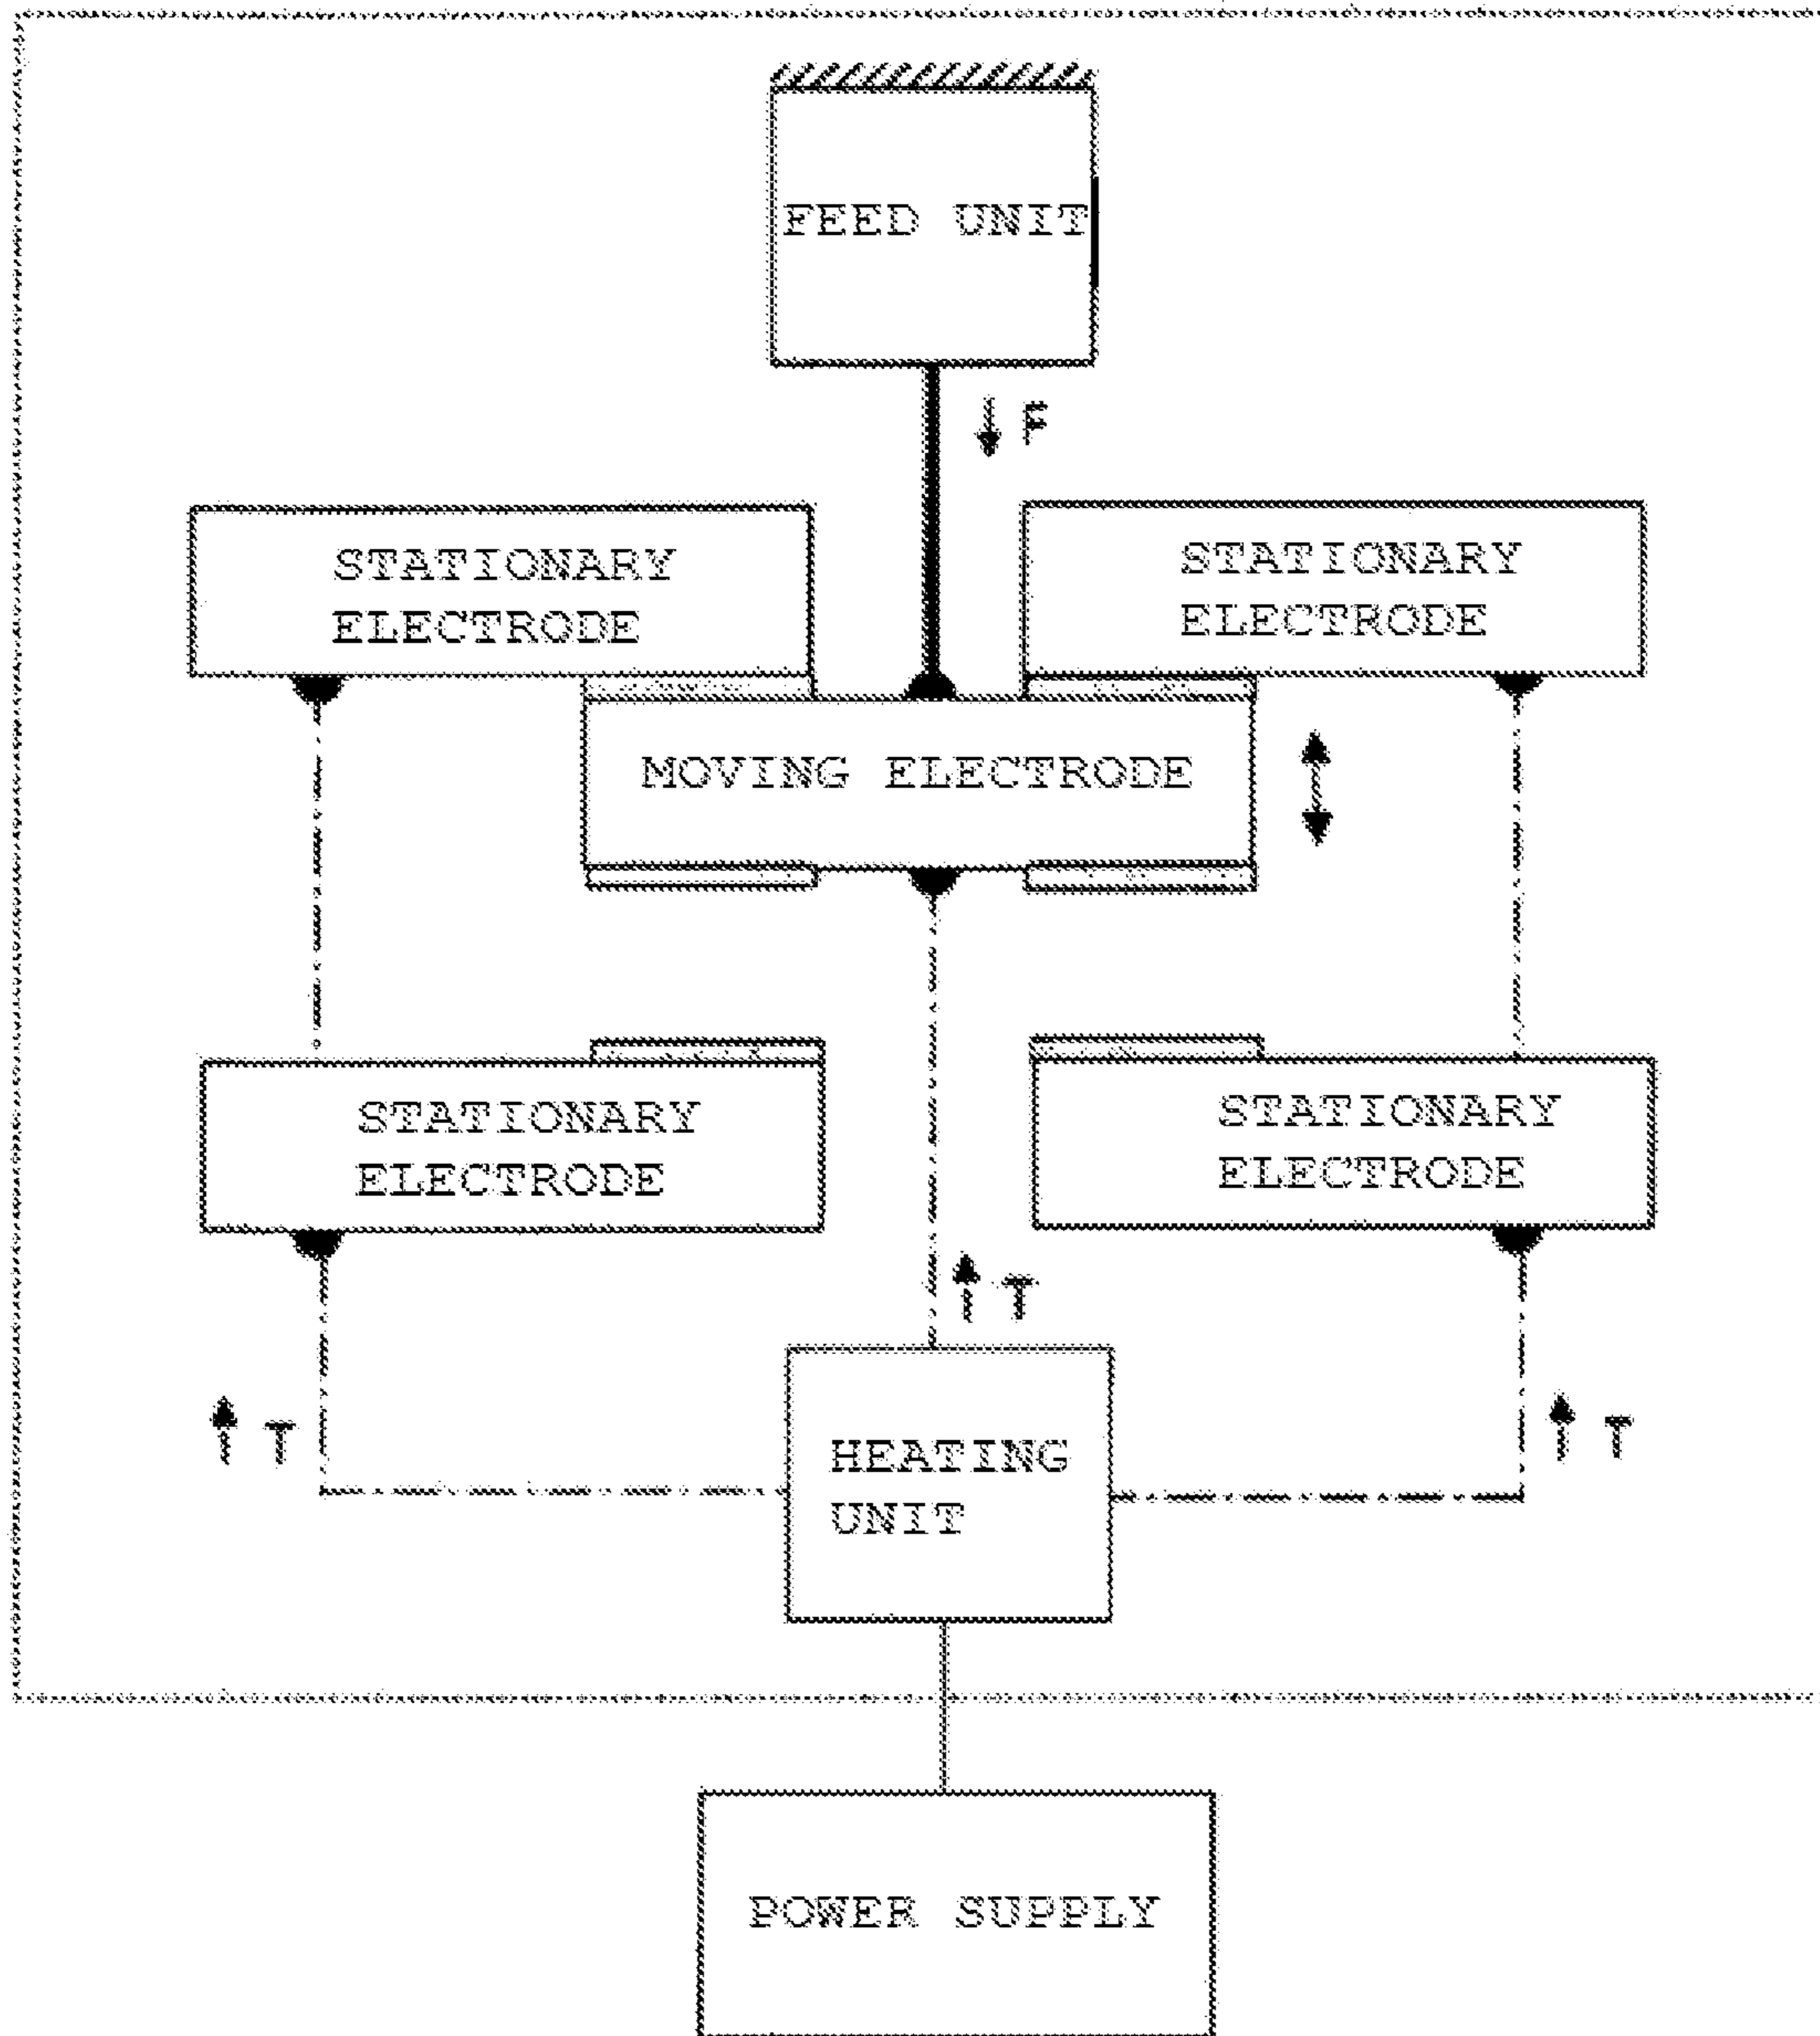 FEED UNIT
F
STATIONARY
ELECTRODE
STATIONARY
ELECTRODE
MOVING ELECTRODE
STATIONARY
ELECTRODE
STATIONARY
ELECTRODE
T
T
T
HEATING
UNIT
POWER SUPPLY